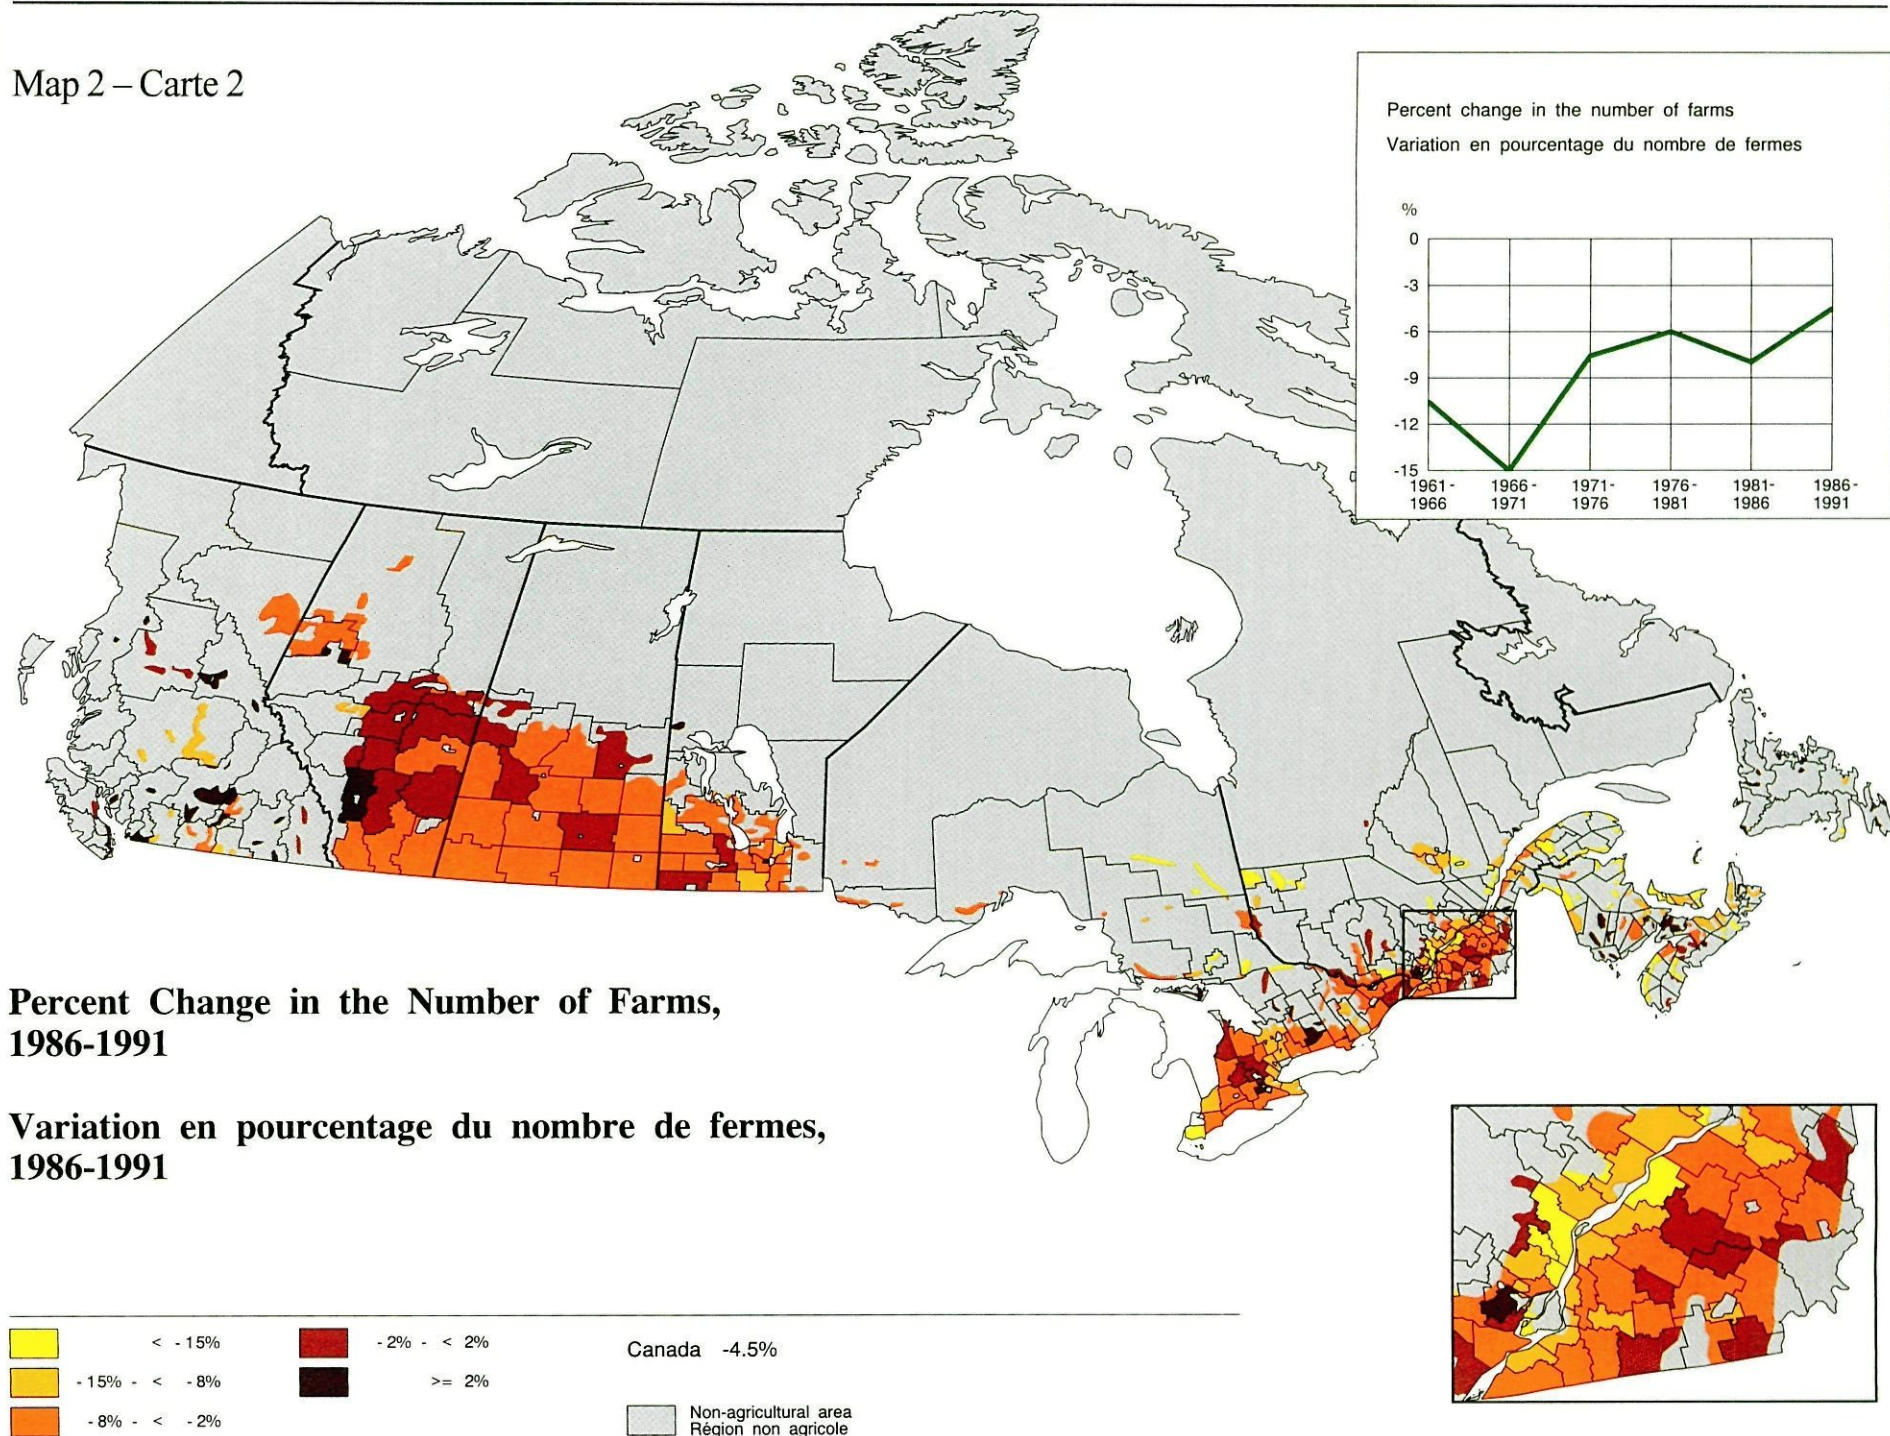 Map 2 – Carte 2
Percent change in the number of farms
Variation en pourcentage du nombre de fermes
%
0
-3
-6
-9
-12
-15
1961 - 1966 - 1971 - 1976 - 1981 - 1986 -
1966 1971 1976 1981 1986 1991
Percent Change in the Number of Farms,
1986-1991
Variation en pourcentage du nombre de fermes,
1986-1991
< - 15%
- 15% - < - 8%
- 8% - < - 2%
- 2% - < 2%
>= 2%
Canada -4.5%
Non-agricultural area
Région non agricole